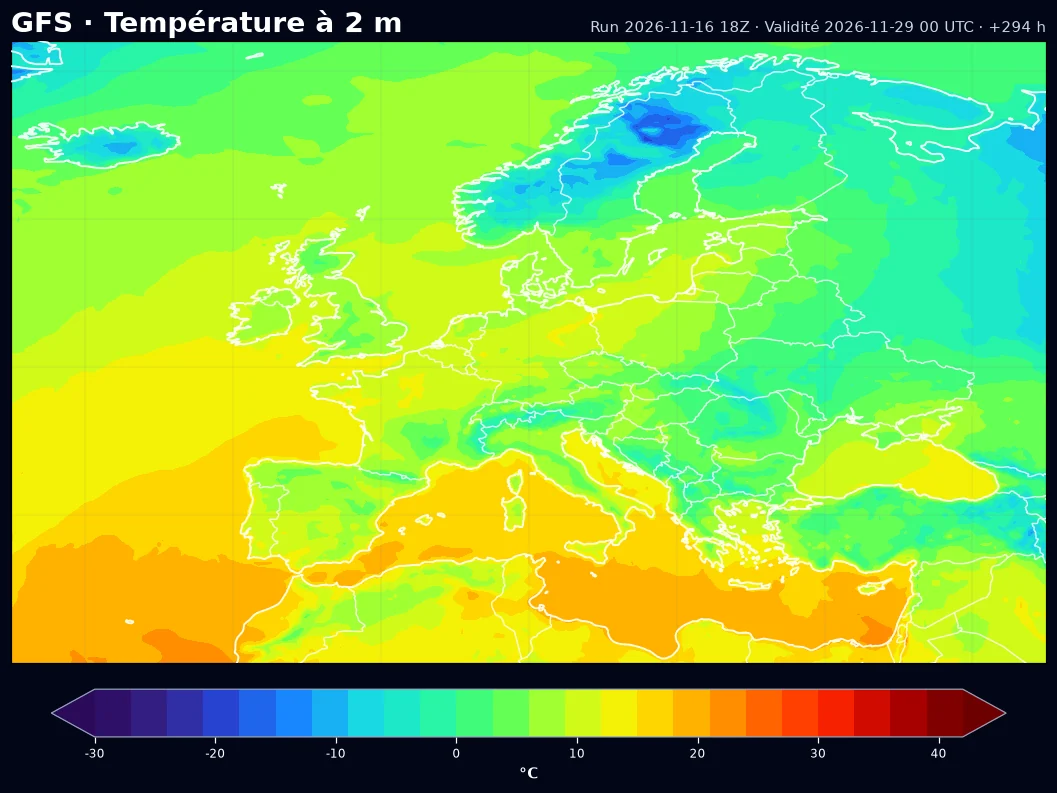 GFS · Température à 2 m
Run 2026-11-16 18Z · Validité 2026-11-29 00 UTC · +294 h
-30 -20 -10 0 10 20 30 40
°C